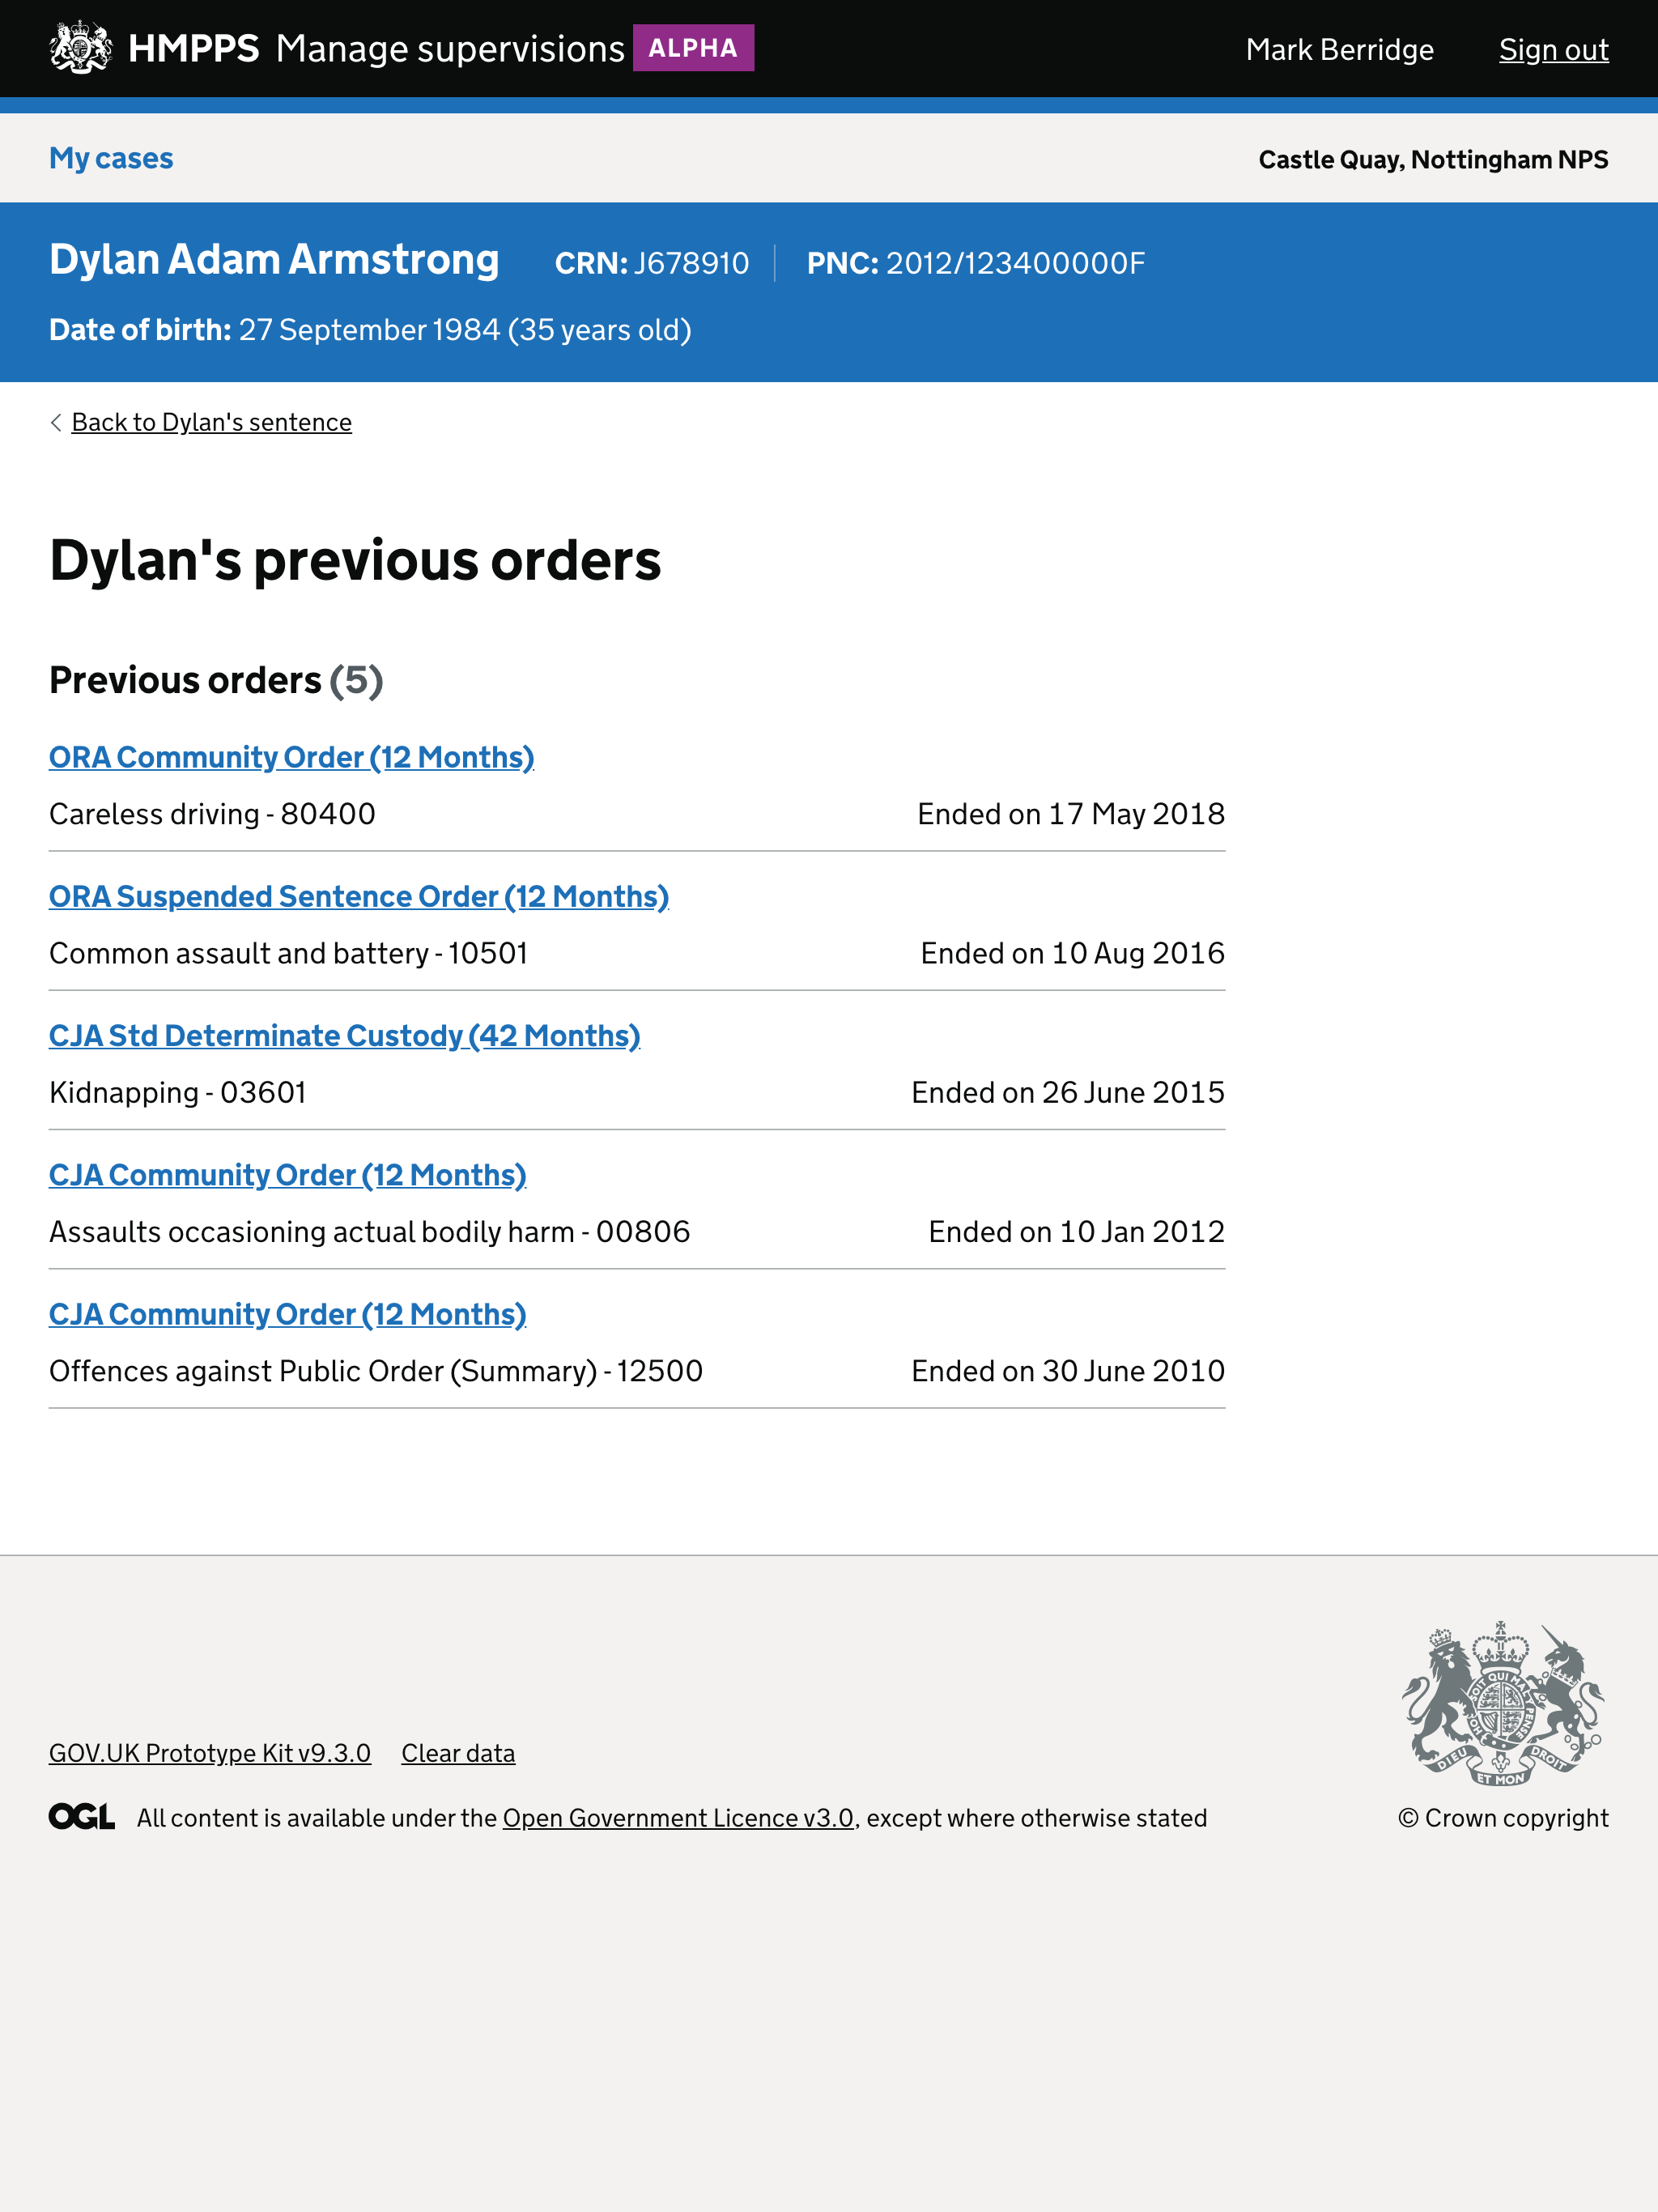 HMPPS Manage supervisions ALPHA Mark Berridge Sign out
My cases Castle Quay, Nottingham NPS
Dylan Adam Armstrong CRN: J678910 PNC: 2012/123400000F
Date of birth: 27 September 1984 (35 years old)
Back to Dylan's sentence
Dylan's previous orders
Previous orders (5)
ORA Community Order (12 Months)
Careless driving - 80400 Ended on 17 May 2018
ORA Suspended Sentence Order (12 Months)
Common assault and battery - 10501 Ended on 10 Aug 2016
CJA Std Determinate Custody (42 Months)
Kidnapping - 03601 Ended on 26 June 2015
CJA Community Order (12 Months)
Assaults occasioning actual bodily harm - 00806 Ended on 10 Jan 2012
CJA Community Order (12 Months)
Offences against Public Order (Summary) - 12500 Ended on 30 June 2010
DIEU ET MON DROIT
GOV.UK Prototype Kit v9.3.0 Clear data
OGL All content is available under the Open Government Licence v3.0, except where otherwise stated © Crown copyright